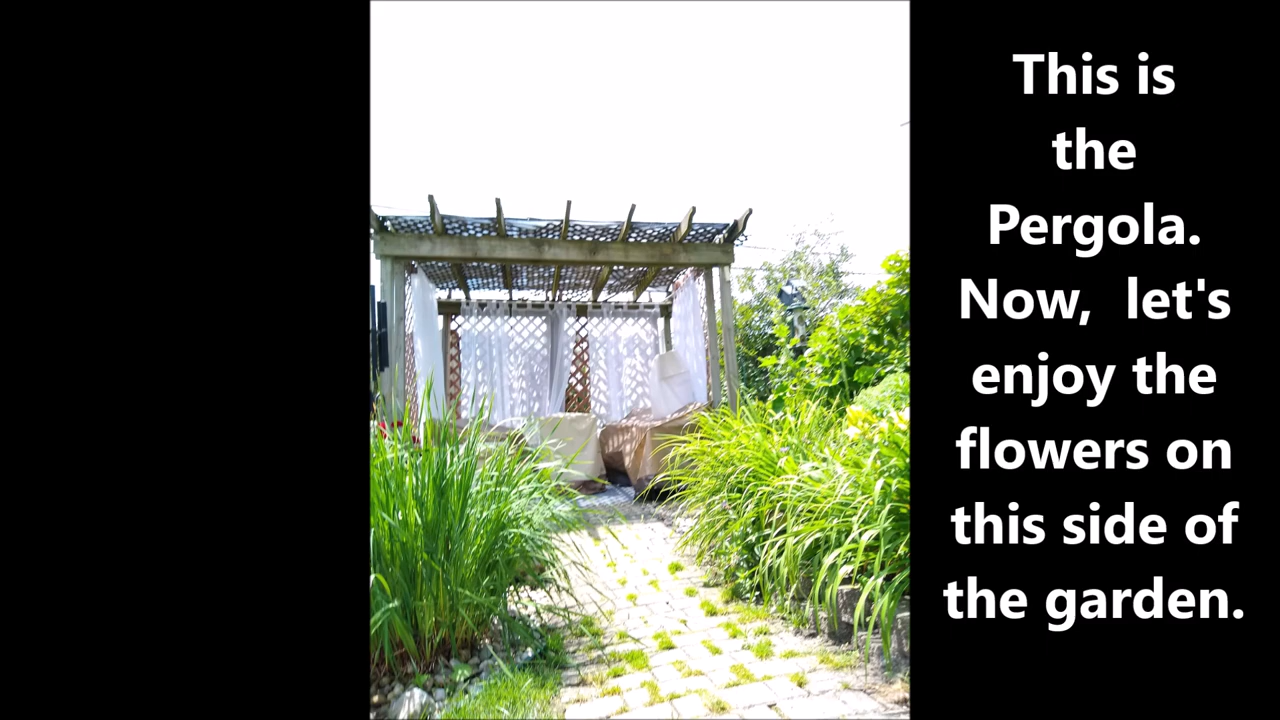 This is
the
Pergola.
Now,  let's
enjoy the
flowers on
this side of
the garden.